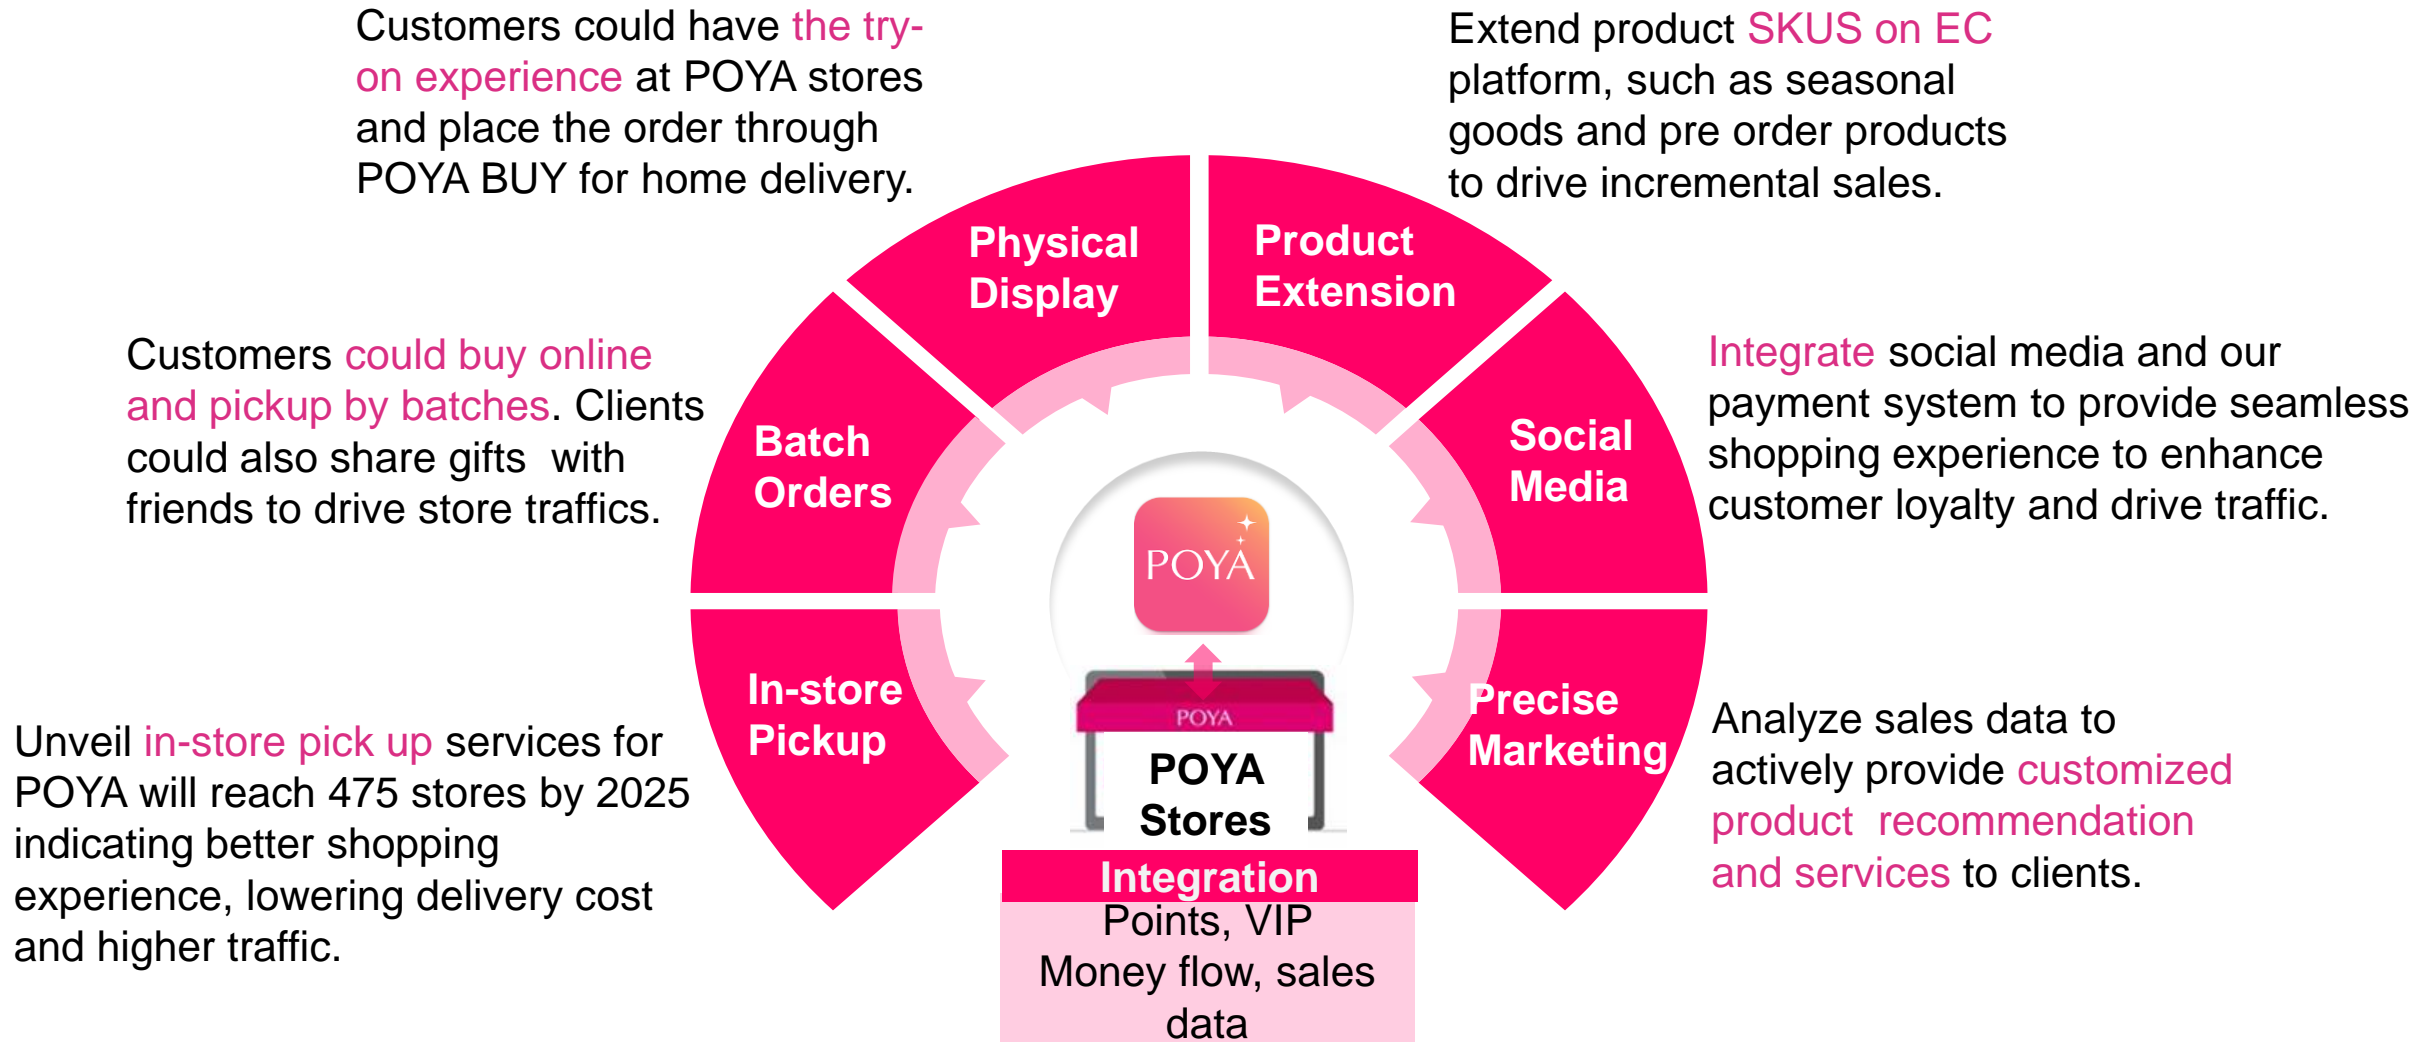 Customers could have the try-
on experience at POYA stores
and place the order through
POYA BUY for home delivery.
Extend product SKUS on EC
platform, such as seasonal
goods and pre order products
to drive incremental sales.
Physical
Display
Product
Extension
Customers could buy online
and pickup by batches. Clients
could also share gifts  with
friends to drive store traffics.
Batch
Orders
Social
Media
Integrate social media and our
payment system to provide seamless
shopping experience to enhance
customer loyalty and drive traffic.
POYA
Unveil in-store pick up services for
POYA will reach 475 stores by 2025
indicating better shopping
experience, lowering delivery cost
and higher traffic.
In-store
Pickup
POYA
POYA
Stores
Precise
Marketing
Analyze sales data to
actively provide customized
product  recommendation
and services to clients.
Integration
Points, VIP
Money flow, sales
data